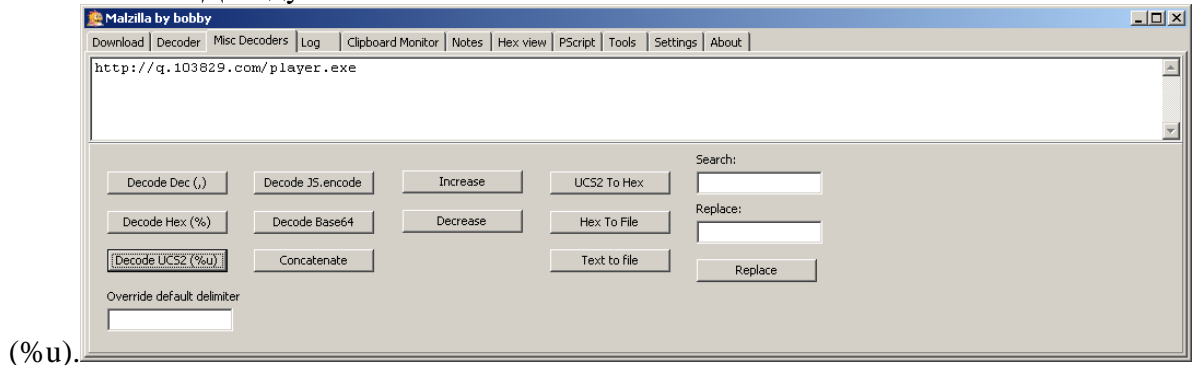 Malzilla by bobby
Download Decoder Misc Decoders Log Clipboard Monitor Notes Hex view PScript Tools Settings About
http://q.103829.com/player.exe
Search:
Decode Dec (,) Decode JS.encode Increase UCS2 To Hex
Replace:
Decode Hex (%) Decode Base64 Decrease Hex To File
Decode UCS2 (%u) Concatenate Text to file Replace
Override default delimiter
(%u).